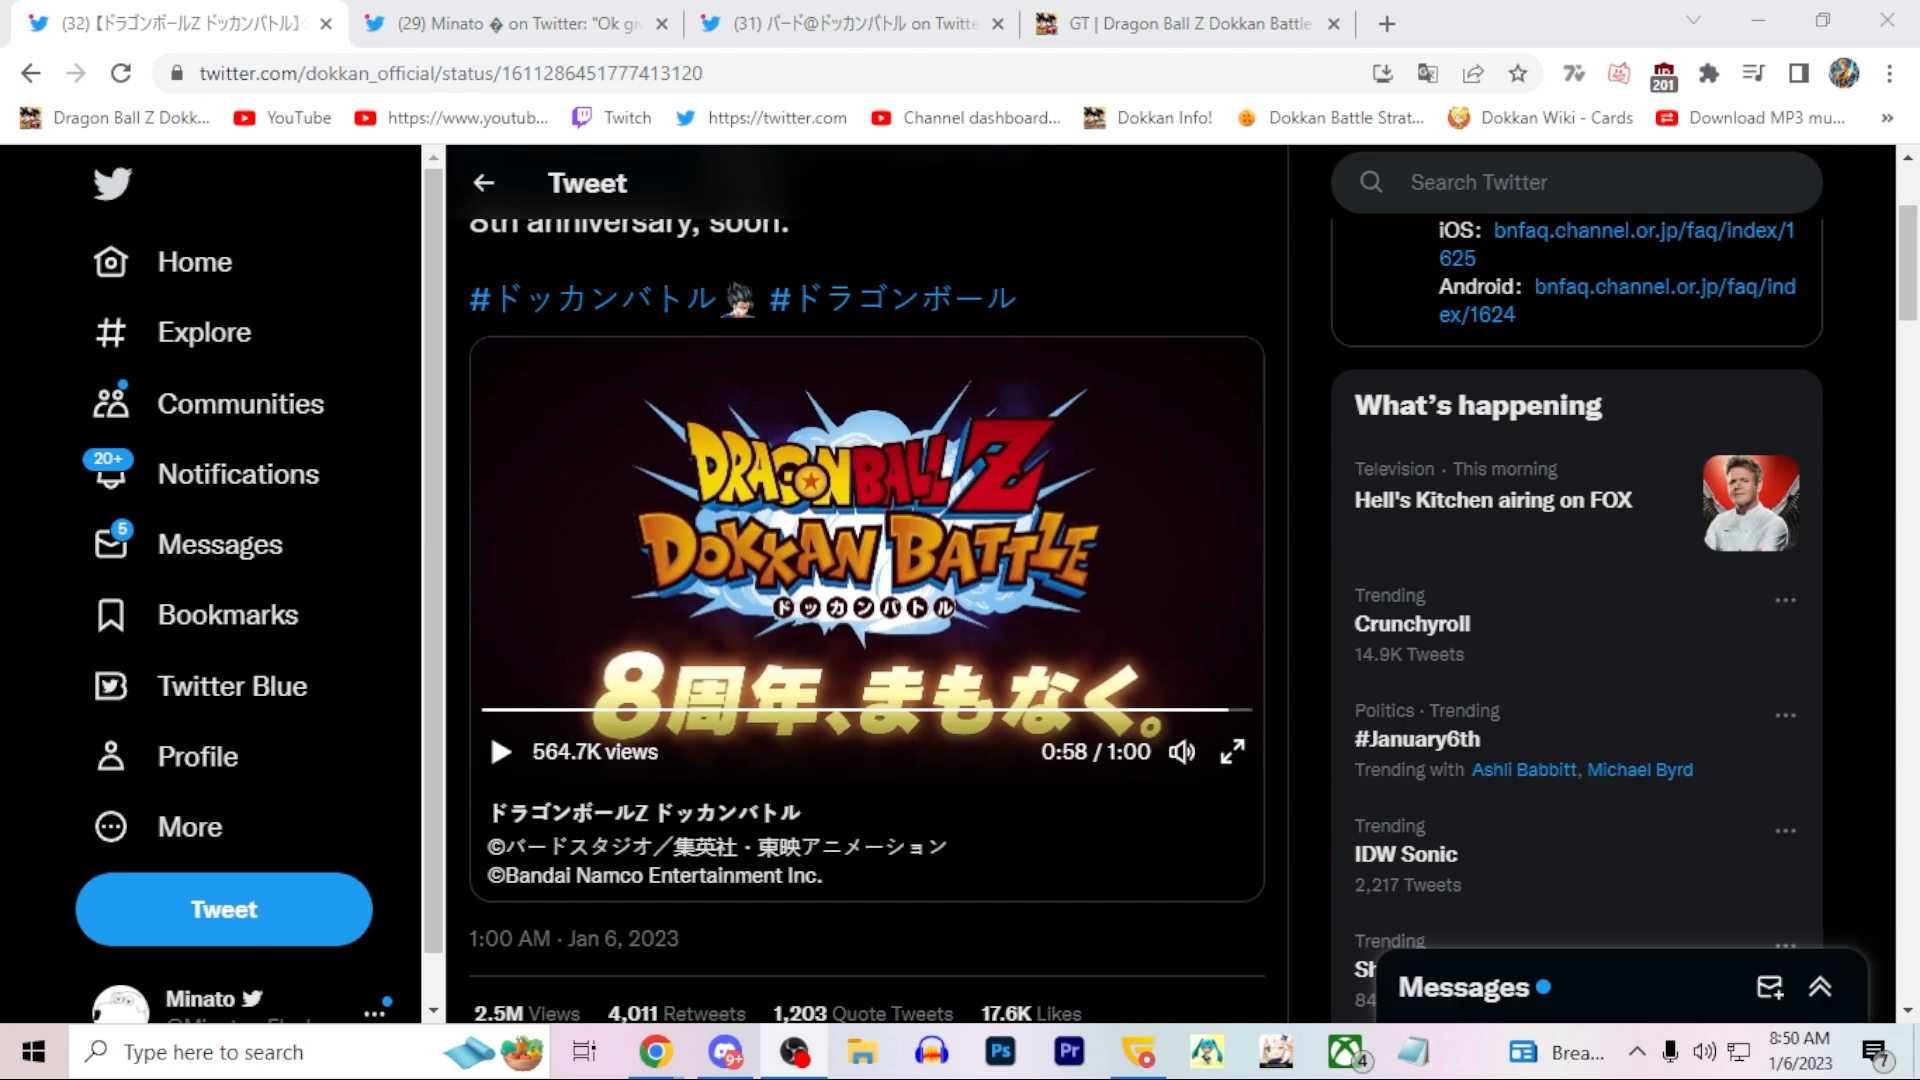 (32)【ドラゴンボールZ ドッカンバトル】
(29) Minato � on Twitter: "Ok gi
(31) バード@ドッカンバトル on Twitte
GT | Dragon Ball Z Dokkan Battle
twitter.com/dokkan_official/status/1611286451777413120
201
Dragon Ball Z Dokk...
YouTube
https://www.youtub...
Twitch
https://twitter.com
Channel dashboard...
Dokkan Info!
Dokkan Battle Strat...
Dokkan Wiki - Cards
Download MP3 mu...
»
Home
Explore
Communities
20+
Notifications
5
Messages
Bookmarks
Twitter Blue
Profile
More
Tweet
Minato
Tweet
8th anniversary, soon.
#ドッカンバトル #ドラゴンボール
DRAGON BALL Z
DOKKAN BATTLE
ドッカンバトル
8周年、まもなく。
564.7K views
0:58 / 1:00
ドラゴンボールZ ドッカンバトル
©バードスタジオ／集英社・東映アニメーション
©Bandai Namco Entertainment Inc.
1:00 AM · Jan 6, 2023
2.5M Views 4,011 Retweets 1,203 Quote Tweets 17.6K Likes
Search Twitter
iOS: bnfaq.channel.or.jp/faq/index/1
625
Android: bnfaq.channel.or.jp/faq/ind
ex/1624
What's happening
Television · This morning
Hell's Kitchen airing on FOX
Trending
Crunchyroll
14.9K Tweets
Politics · Trending
#January6th
Trending with Ashli Babbitt, Michael Byrd
Trending
IDW Sonic
2,217 Tweets
Trending
Sh
84
Messages
Type here to search
9+
Ps
Pr
4
Brea...
8:50 AM
1/6/2023
7